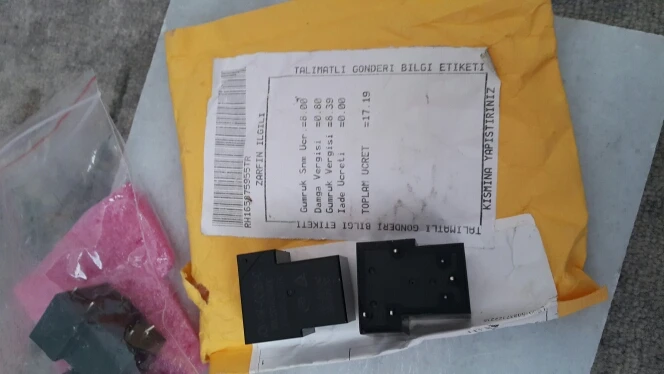 TALIMATLI GONDERI BILGI ETIKETI
ZARFIN ILGILI
Gumruk Snm Ucr =8.00
Damga Vergisi =0.80
Gumruk Vergisi =8.39
Iade Ucreti =0.00
TOPLAM UCRET =17.19
KISMINA YAPISTIRINIZ
TALIMATLI GONDERI BILGI ETIKETI